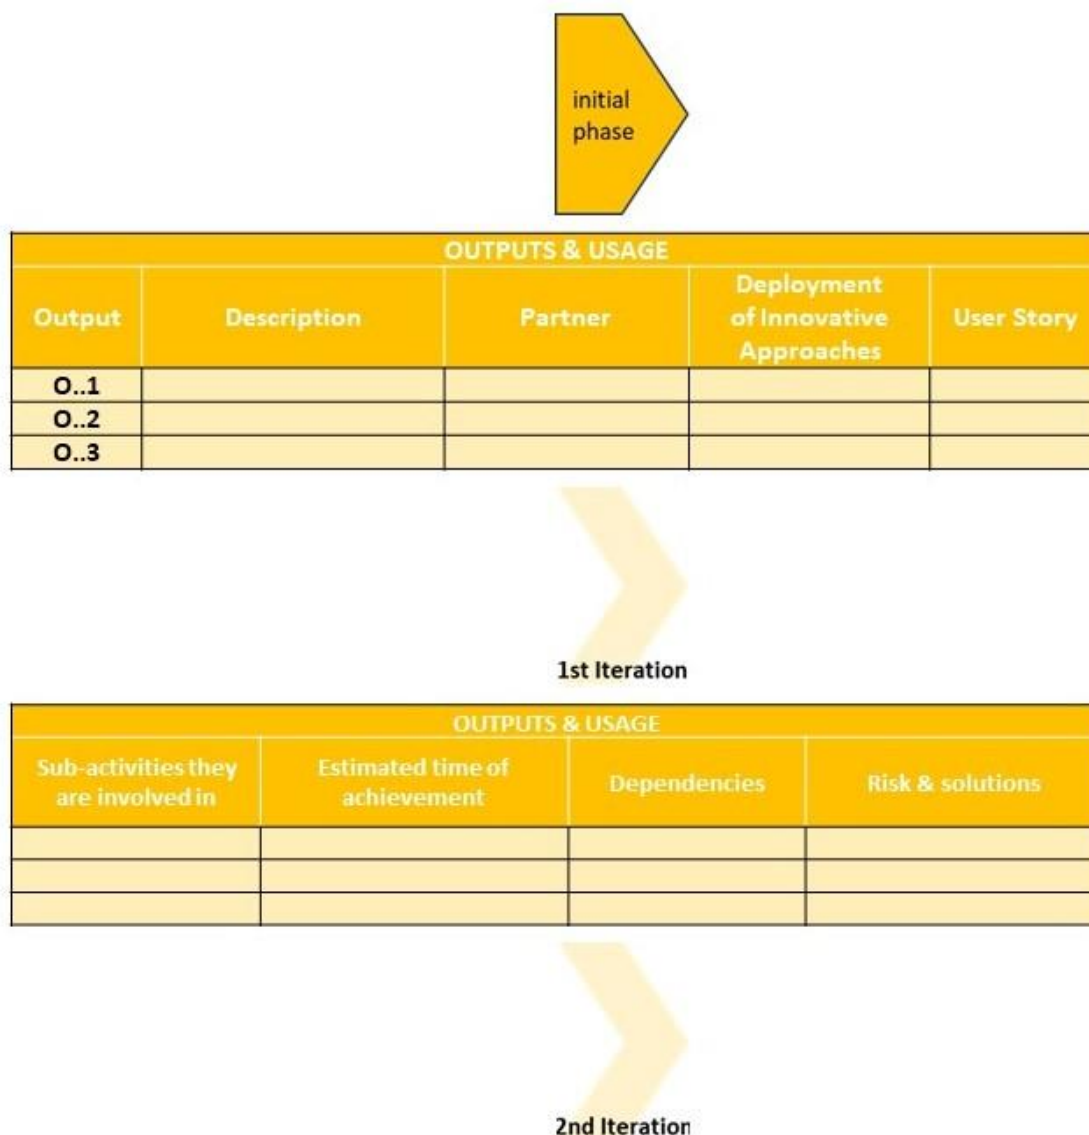 initial
phase
OUTPUTS & USAGE
Output Description Partner Deployment of Innovative Approaches User Story
O..1
O..2
O..3
1st Iteration
OUTPUTS & USAGE
Sub-activities they are involved in Estimated time of achievement Dependencies Risk & solutions
2nd Iteration